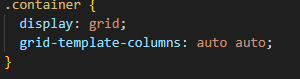 .container {
  display: grid;
  grid-template-columns: auto auto;
}